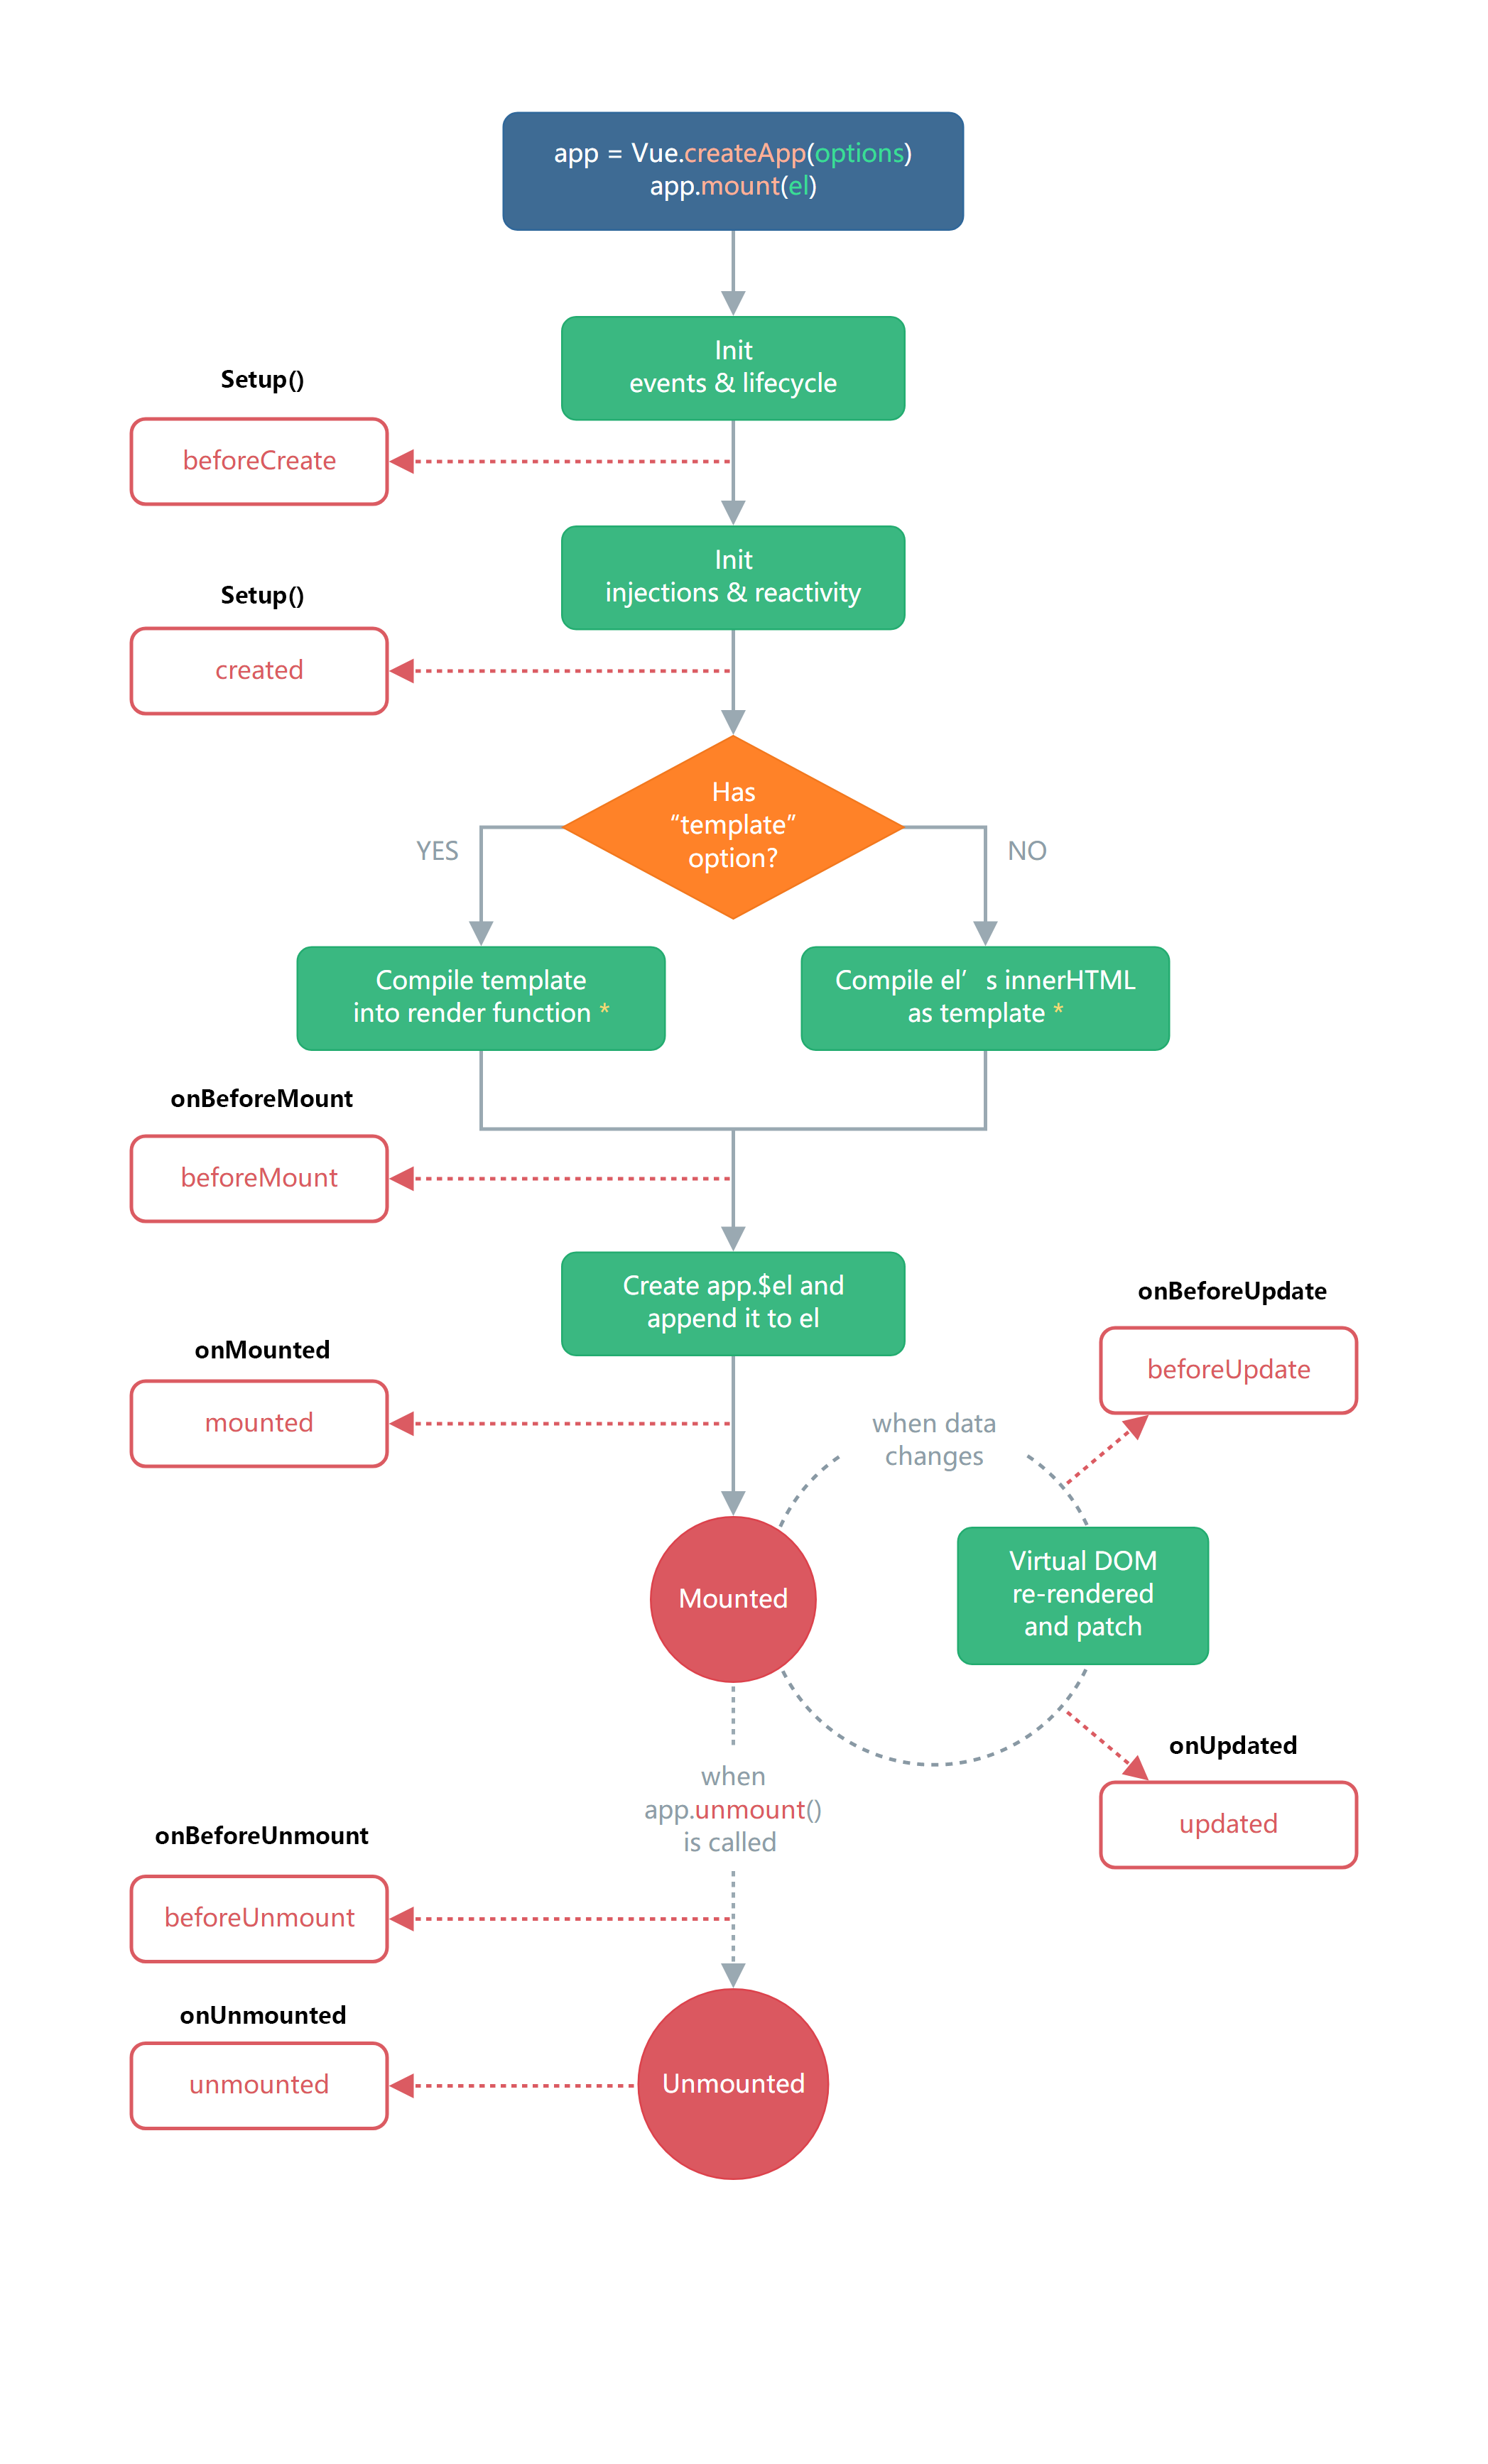 app = Vue.createApp(options)
app.mount(el)
Init
events & lifecycle
Setup()
beforeCreate
Init
injections & reactivity
Setup()
created
Has
“template”
option?
YES
NO
Compile template
into render function *
Compile el’s innerHTML
as template *
onBeforeMount
beforeMount
Create app.$el and
append it to el
onBeforeUpdate
beforeUpdate
onMounted
mounted
when data
changes
Mounted
Virtual DOM
re-rendered
and patch
onUpdated
updated
when
app.unmount()
is called
onBeforeUnmount
beforeUnmount
onUnmounted
unmounted
Unmounted